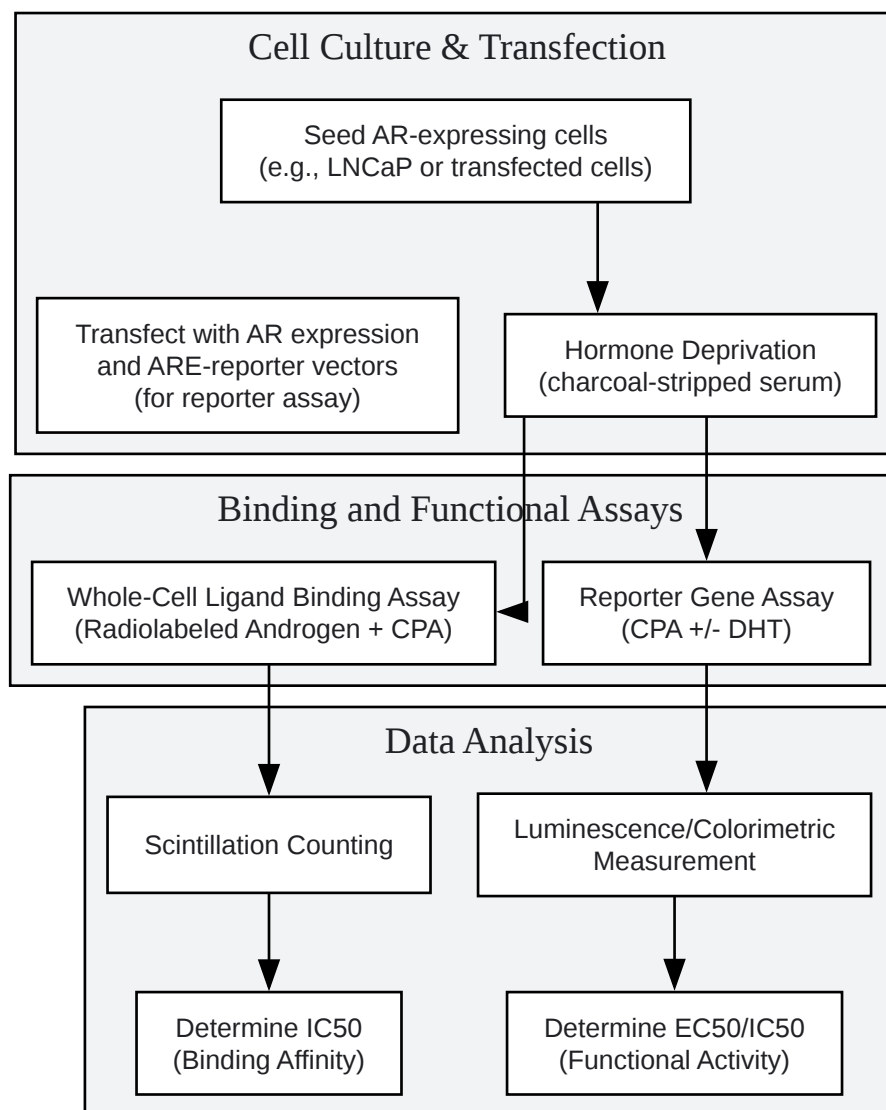 Cell Culture & Transfection
Seed AR-expressing cells
(e.g., LNCaP or transfected cells)
Transfect with AR expression
and ARE-reporter vectors
(for reporter assay)
Hormone Deprivation
(charcoal-stripped serum)
Binding and Functional Assays
Whole-Cell Ligand Binding Assay
(Radiolabeled Androgen + CPA)
Reporter Gene Assay
(CPA +/- DHT)
Data Analysis
Scintillation Counting
Luminescence/Colorimetric
Measurement
Determine IC50
(Binding Affinity)
Determine EC50/IC50
(Functional Activity)